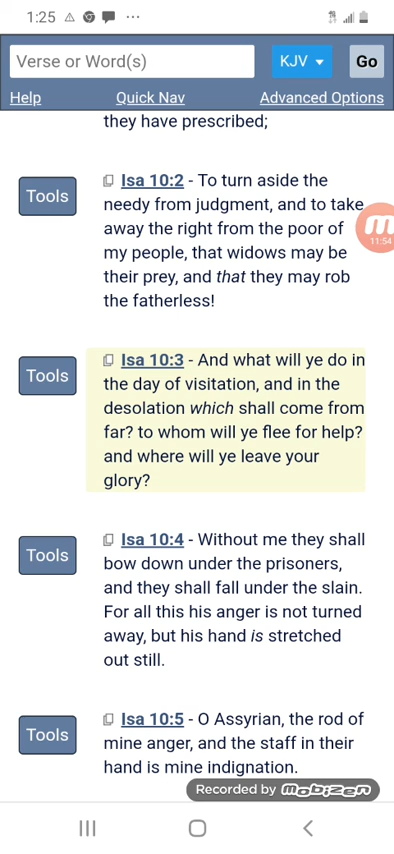 1:25
Verse or Word(s)
KJV
Go
Help Quick Nav Advanced Options
they have prescribed;
Tools
Isa 10:2 - To turn aside the
needy from judgment, and to take
away the right from the poor of
my people, that widows may be
their prey, and that they may rob
the fatherless!
11:54
Tools
Isa 10:3 - And what will ye do in
the day of visitation, and in the
desolation which shall come from
far? to whom will ye flee for help?
and where will ye leave your
glory?
Tools
Isa 10:4 - Without me they shall
bow down under the prisoners,
and they shall fall under the slain.
For all this his anger is not turned
away, but his hand is stretched
out still.
Tools
Isa 10:5 - O Assyrian, the rod of
mine anger, and the staff in their
hand is mine indignation.
Recorded by mobizen